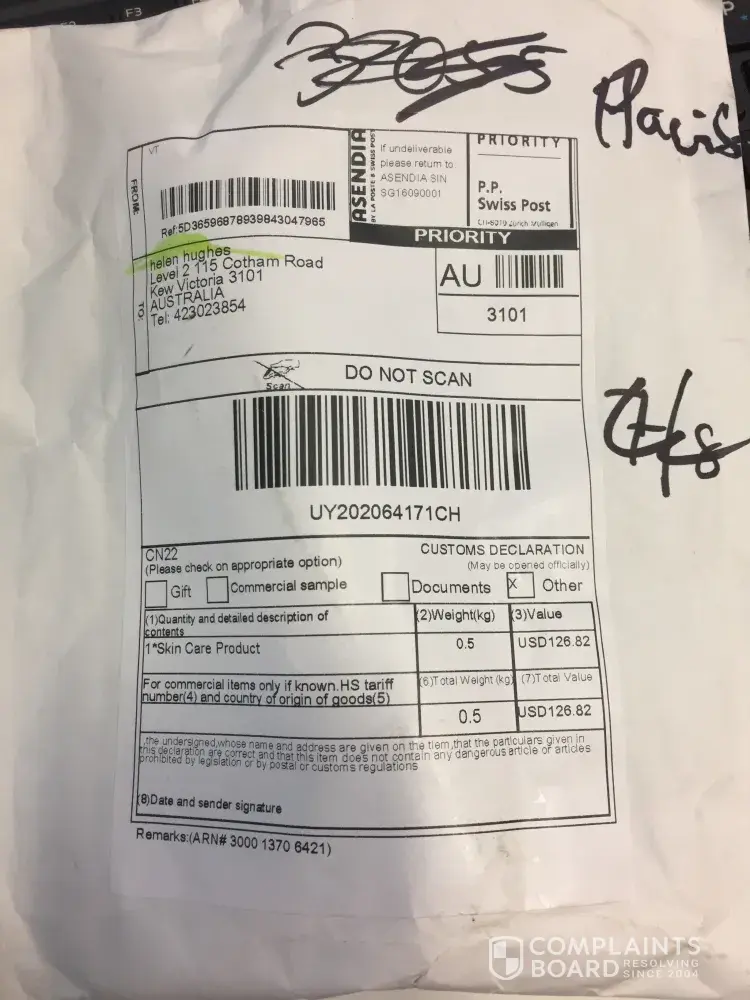 F3
P
33055
VT
FROM:
Ref:5D36596878939843047965
ASENDIA
BY LA POSTE & SWISS POST
If undeliverable
please return to:
ASENDIA SIN
SG16090001
PRIORITY
P.P.
Swiss Post
CH-8010 Zürich Mülligen
PRIORITY
TO:
helen hughes
Level 2 115 Cotham Road
Kew Victoria 3101
AUSTRALIA
Tel: 423023854
AU
3101
Scan
DO NOT SCAN
UY202064171CH
CN22
(Please check on appropriate option)
CUSTOMS DECLARATION
(May be opened officially)
Gift
Commercial sample
Documents
X Other
(1)Quantity and detailed description of
contents
(2)Weight(kg)
(3)Value
1*Skin Care Product
0.5
USD126.82
For commercial items only if known.HS tariff
number(4) and country of origin of goods(5)
(6)Total Weight (kg)
(7)Total Value
0.5
USD126.82
,the undersigned,whose name and address are given on the tiem,that the particulars given in
this declaration are correct and that this item does not contain any dangerous article or articles
prohibited by legislation or by postal or customs regulations
(8)Date and sender signature
Remarks:(ARN# 3000 1370 6421)
COMPLAINTS
BOARD RESOLVING
SINCE 2004